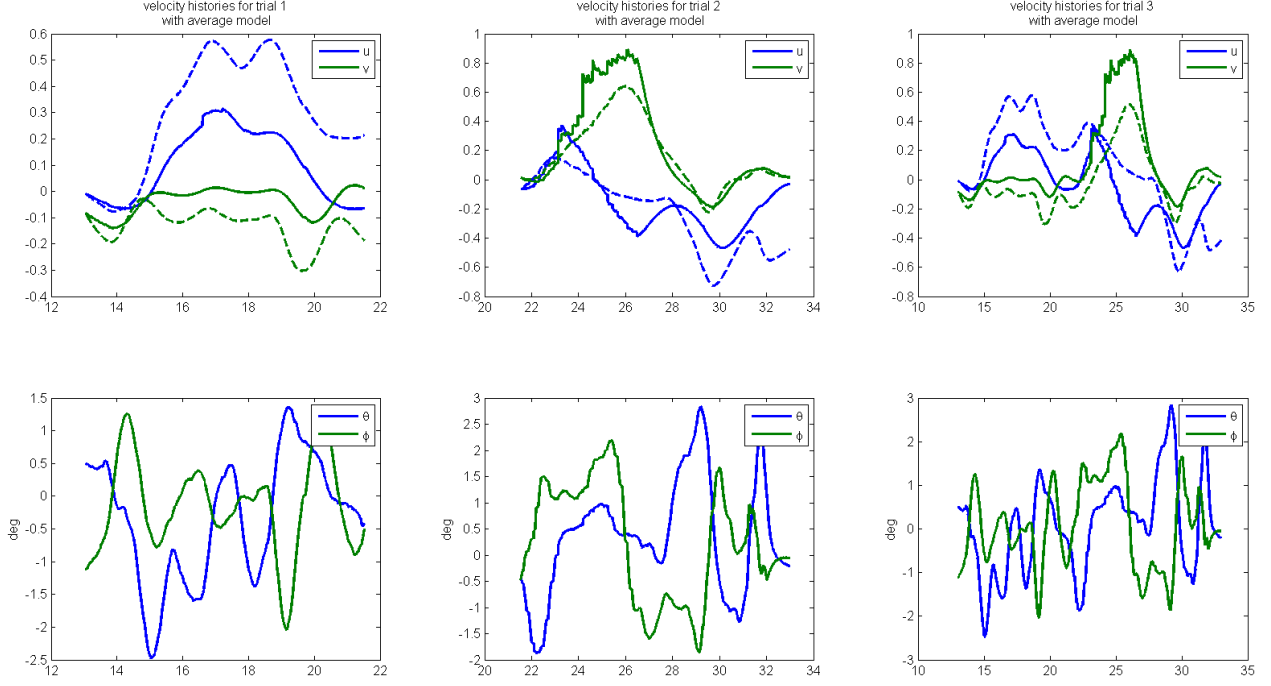 velocity histories for trial 1
with average model
0.6
0.5
0.4
0.3
0.2
0.1
0
-0.1
-0.2
-0.3
-0.4
12 14 16 18 20 22
u
v
velocity histories for trial 2
with average model
1
0.8
0.6
0.4
0.2
0
-0.2
-0.4
-0.6
-0.8
20 22 24 26 28 30 32 34
u
v
velocity histories for trial 3
with average model
1
0.8
0.6
0.4
0.2
0
-0.2
-0.4
-0.6
-0.8
10 15 20 25 30 35
u
v
deg
1.5
1
0.5
0
-0.5
-1
-1.5
-2
-2.5
12 14 16 18 20 22
θ
ϕ
deg
3
2.5
2
1.5
1
0.5
0
-0.5
-1
-1.5
-2
20 22 24 26 28 30 32 34
θ
ϕ
deg
3
2
1
0
-1
-2
-3
10 15 20 25 30 35
θ
ϕ